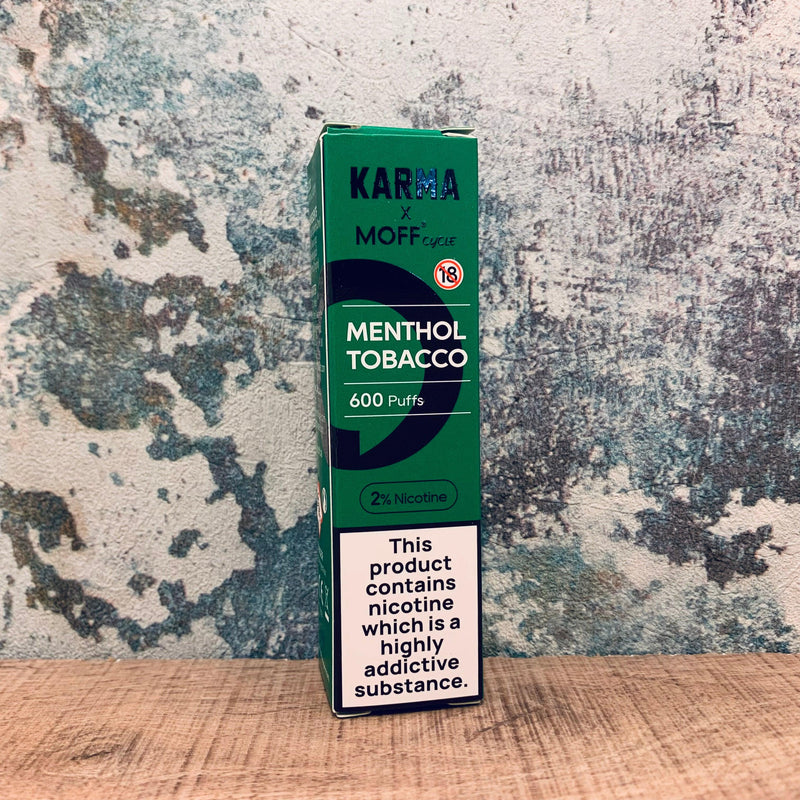 KARMA
X
MOFF'S CYCLE
18
MENTHOL
TOBACCO
600 Puffs
2% Nicotine
This
product
contains
nicotine
which is a
highly
addictive
substance.